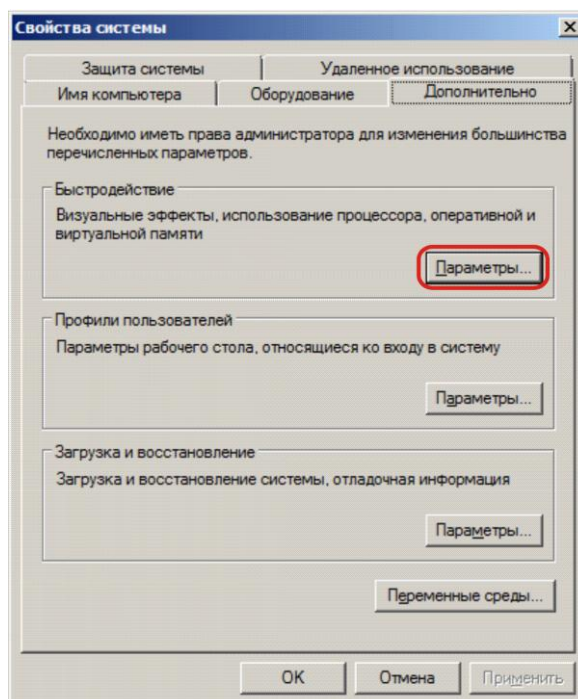 Свойства системы
Защита системы
Удаленное использование
Имя компьютера
Оборудование
Дополнительно
Необходимо иметь права администратора для изменения большинства
перечисленных параметров.
Быстродействие
Визуальные эффекты, использование процессора, оперативной и
виртуальной памяти
Параметры...
Профили пользователей
Параметры рабочего стола, относящиеся ко входу в систему
Параметры...
Загрузка и восстановление
Загрузка и восстановление системы, отладочная информация
Параметры...
Переменные среды...
OK
Отмена
Применить